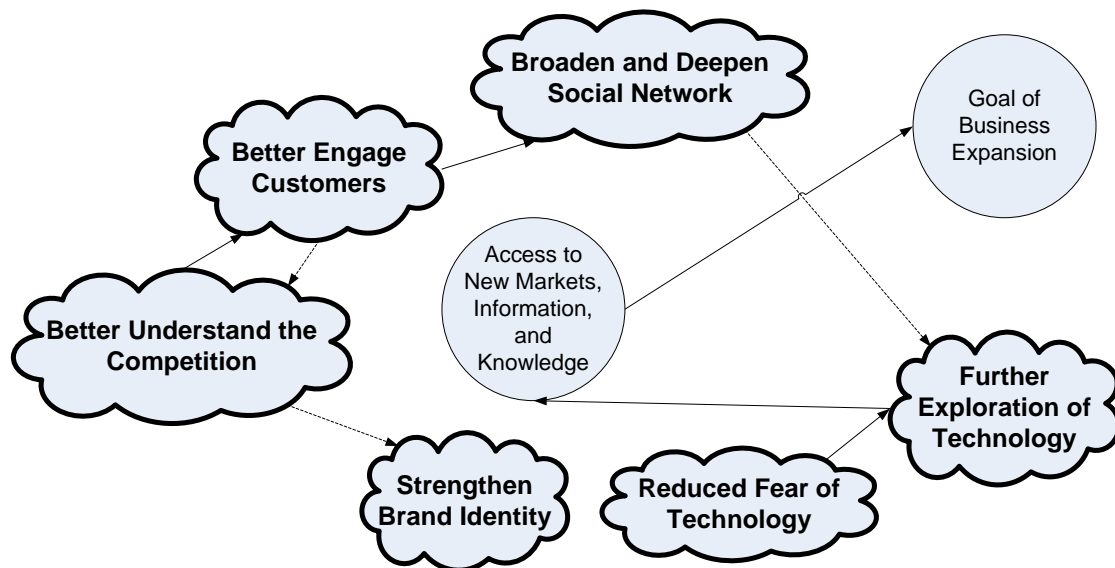 Broaden and Deepen
Social Network
Goal of
Business
Expansion
Better Engage
Customers
Access to
New Markets,
Information,
and
Knowledge
Better Understand the
Competition
Further
Exploration of
Technology
Strengthen
Brand Identity
Reduced Fear of
Technology